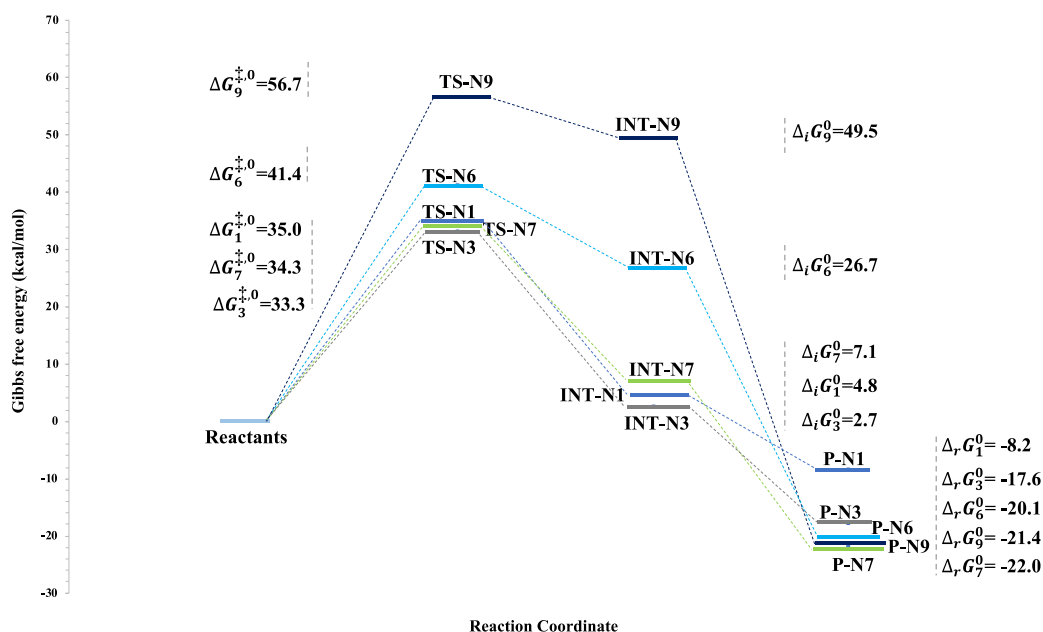 70
60
50
40
30
20
10
0
-10
-20
-30
Gibbs free energy (kcal/mol)
Reaction Coordinate
ΔG₉‡,⁰=56.7
ΔG₆‡,⁰=41.4
ΔG₁‡,⁰=35.0
ΔG₇‡,⁰=34.3
ΔG₃‡,⁰=33.3
Reactants
TS-N9
TS-N6
TS-N1
TS-N7
TS-N3
INT-N9
INT-N6
INT-N7
INT-N1
INT-N3
ΔᵢG₉⁰=49.5
ΔᵢG₆⁰=26.7
ΔᵢG₇⁰=7.1
ΔᵢG₁⁰=4.8
ΔᵢG₃⁰=2.7
P-N1
P-N3
P-N6
P-N9
P-N7
ΔᵣG₁⁰= -8.2
ΔᵣG₃⁰= -17.6
ΔᵣG₆⁰= -20.1
ΔᵣG₉⁰= -21.4
ΔᵣG₇⁰= -22.0